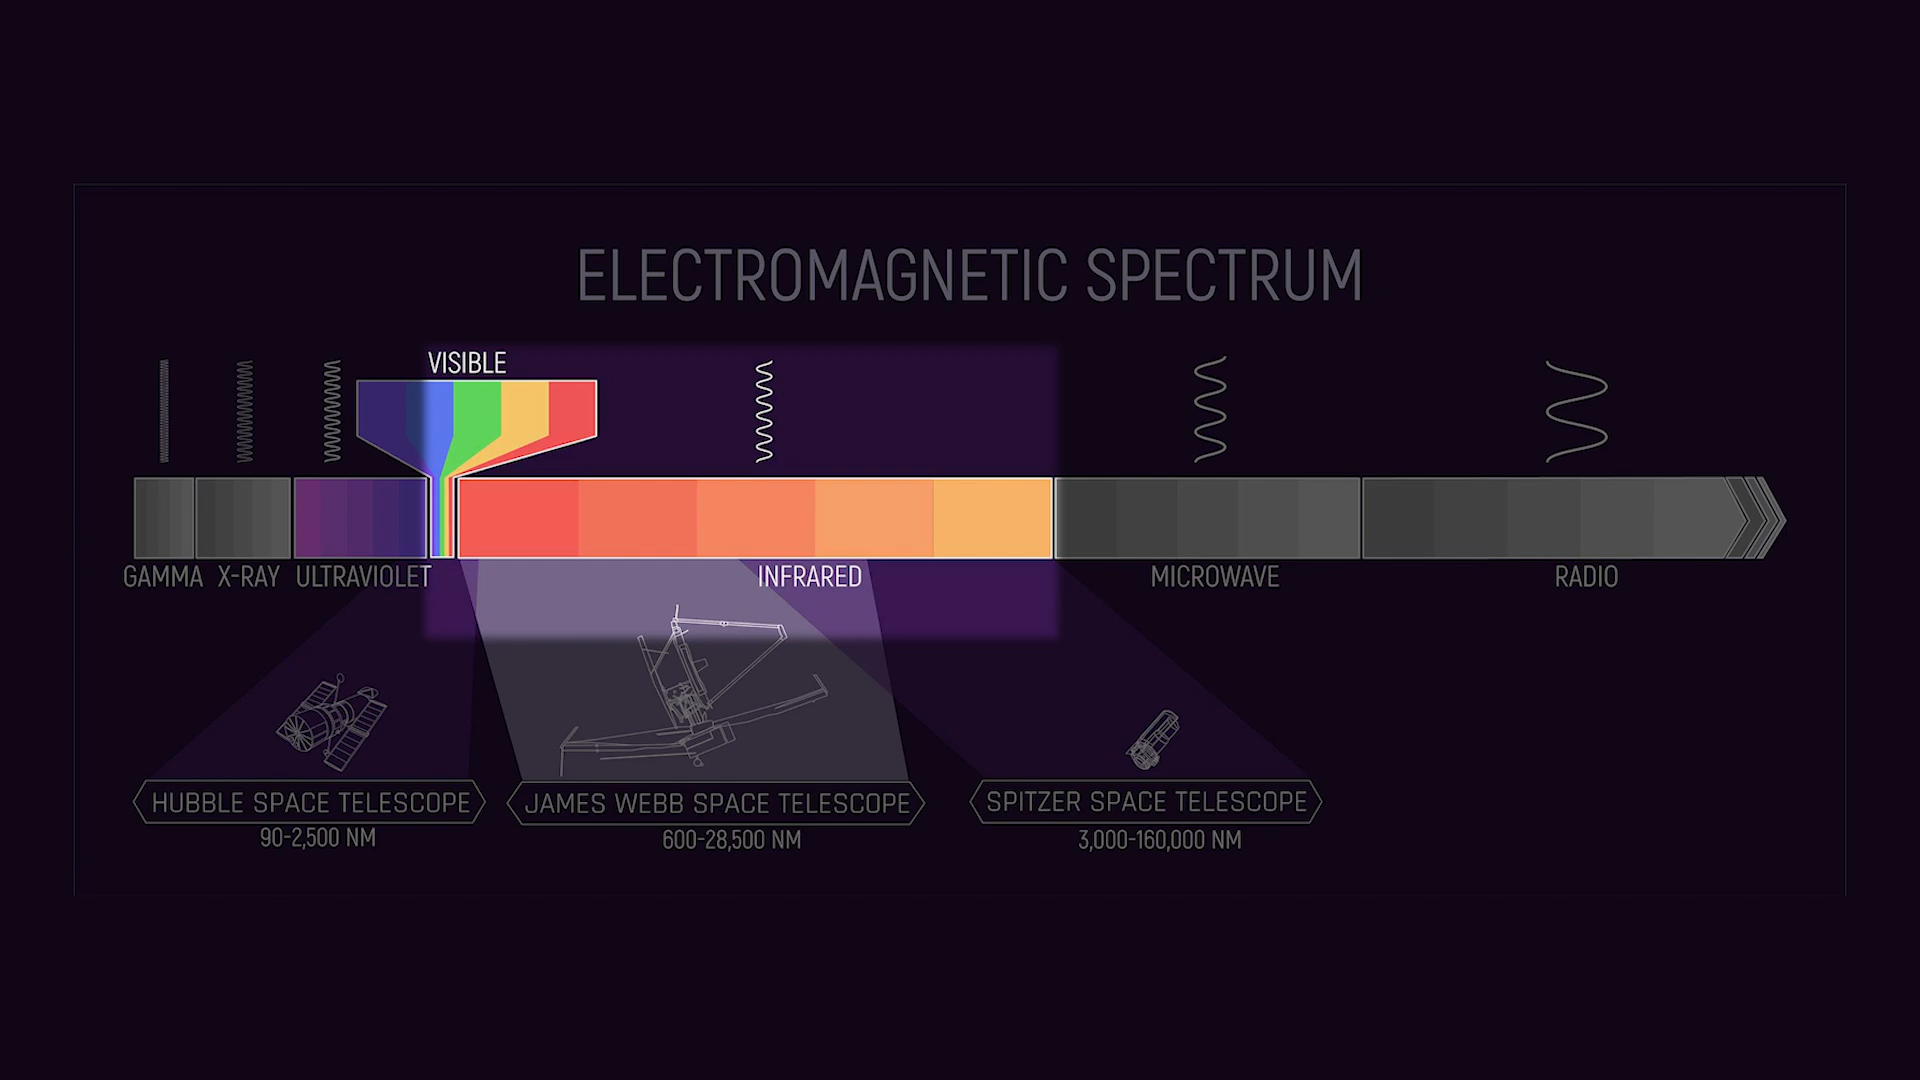 ELECTROMAGNETIC SPECTRUM
VISIBLE
GAMMA X-RAY ULTRAVIOLET INFRARED MICROWAVE RADIO
HUBBLE SPACE TELESCOPE
90-2,500 NM
JAMES WEBB SPACE TELESCOPE
600-28,500 NM
SPITZER SPACE TELESCOPE
3,000-160,000 NM